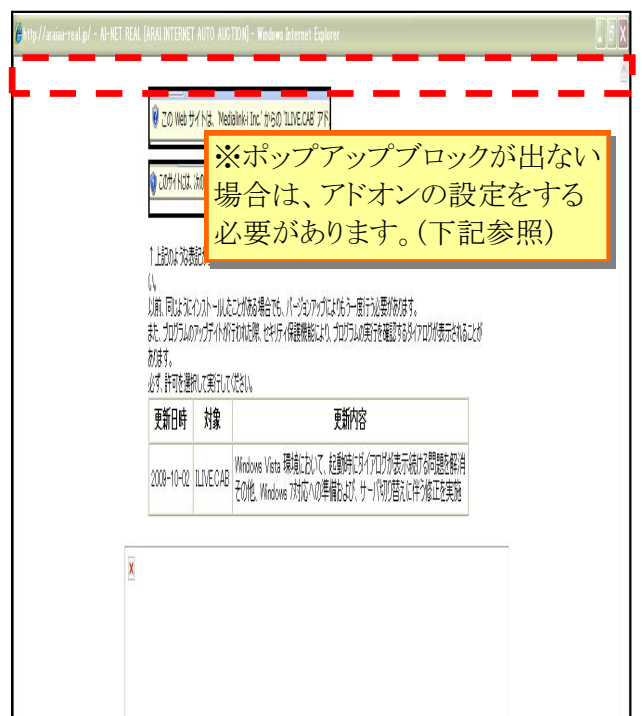 http://araiaa-real.jp/ - AI-NET REAL [ARAI INTERNET AUTO AUCTION] - Windows Internet Explorer
この Web サイトは、'Medialink-i Inc.' からの 'ILIVE.CAB' アド
このサイトには、次の
※ポップアップブロックが出ない
場合は、アドオンの設定をする
必要があります。(下記参照)
↑上記のような表記が
い。
以前、同じようにインストールしたことがある場合でも、バージョンアップによりもう一度行う必要があります。
また、プログラムのアップデイトが行われた際、セキュリティ保護機能により、プログラムの実行を確認するダイアログが表示されることが
あります。
必ず、許可を選択して実行してください。
更新日時 対象 更新内容
2009-10-02 ILIVE.CAB Windows Vista 環境において、起動時にダイアログが表示続ける問題を解消
その他、Windows 7対応への準備および、サーバ切り替えに伴う修正を実施